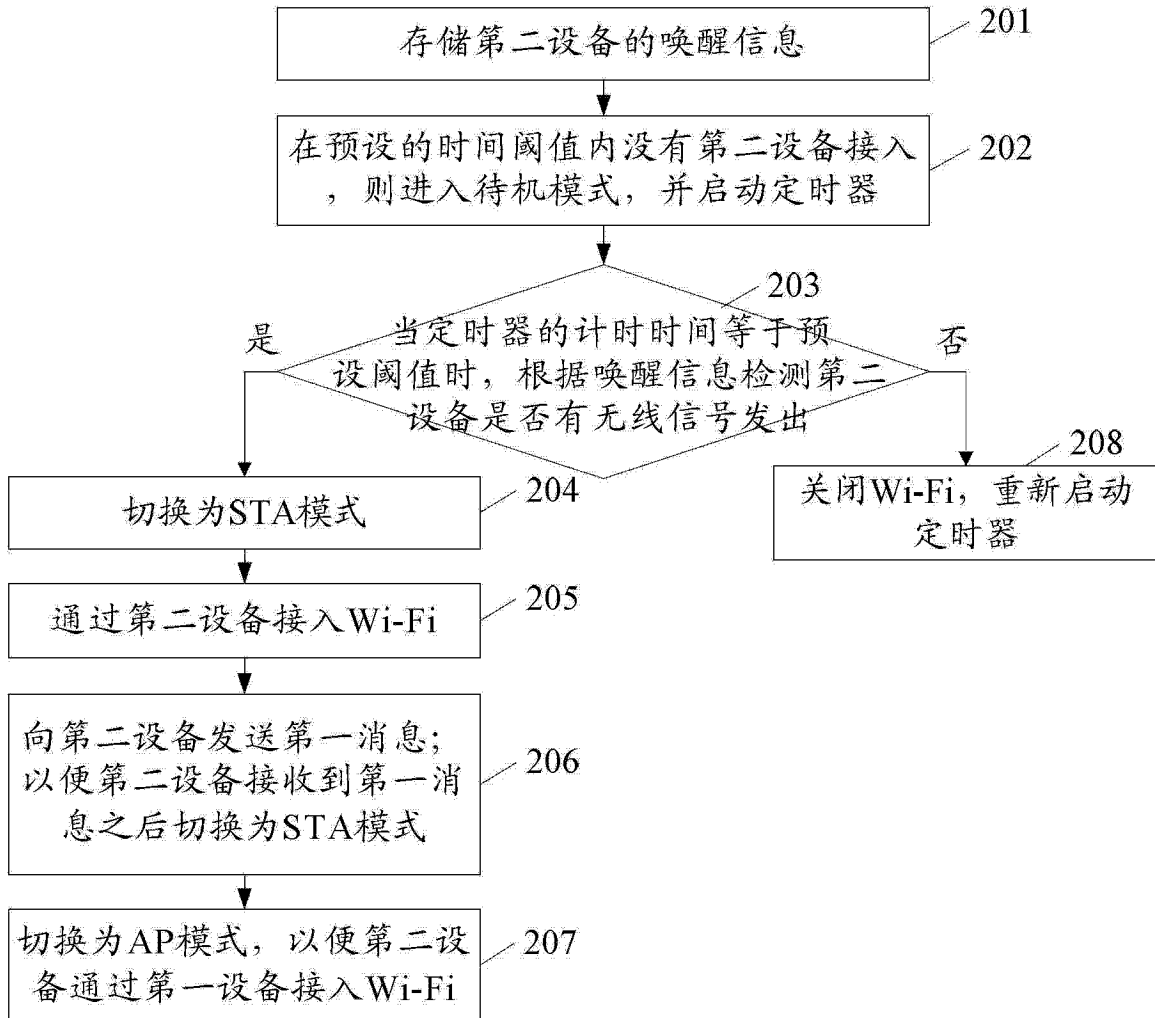 存储第二设备的唤醒信息
201
在预设的时间阈值内没有第二设备接入
，则进入待机模式，并启动定时器
202
203
当定时器的计时时间等于预
设阈值时，根据唤醒信息检测第二
设备是否有无线信号发出
是
否
切换为STA模式
204
208
关闭Wi-Fi，重新启动
定时器
通过第二设备接入Wi-Fi
205
向第二设备发送第一消息；
以便第二设备接收到第一消
息之后切换为STA模式
206
切换为AP模式，以便第二设
备通过第一设备接入Wi-Fi
207